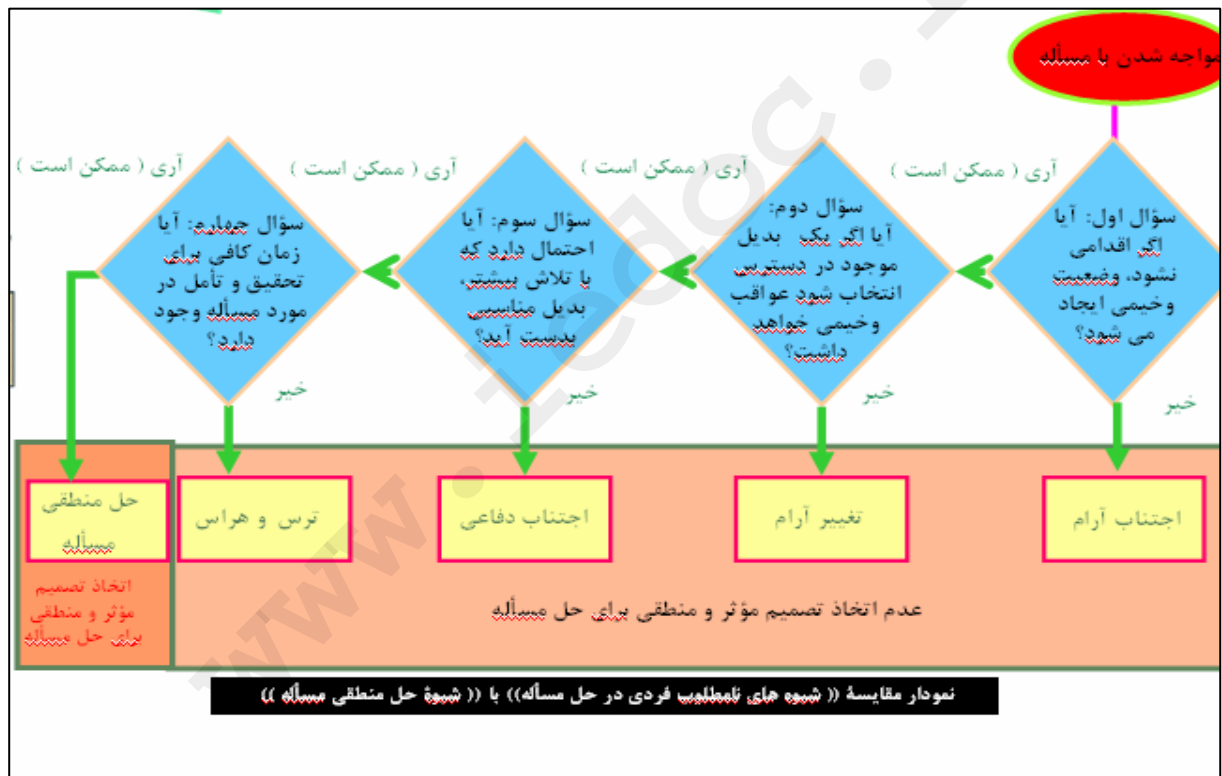 مواجه شدن با مسأله
آری ( ممکن است )
آری ( ممکن است )
آری ( ممکن است )
آری ( ممکن است )
سؤال اول: آیا
اگر اقدامی
نشود، وضعیت
وخیمی ایجاد
می شود؟
سؤال دوم:
آیا اگر یک بدیل
موجود در دسترس
انتخاب شود عواقب
وخیمی خواهد
داشت؟
سؤال سوم: آیا
احتمال دارد که
با تلاش بیشتر،
بدیل مناسبی
بدست آید؟
سؤال چهارم: آیا
زمان کافی برای
تحقیق و تأمل در
مورد مسأله وجود
دارد؟
خیر
خیر
خیر
خیر
اجتناب آرام
تغییر آرام
اجتناب دفاعی
ترس و هراس
حل منطقی
مسأله
عدم اتخاذ تصمیم مؤثر و منطقی برای حل مسأله
اتخاذ تصمیم
مؤثر و منطقی
برای حل مسأله
نمودار مقایسۀ (( شیوه های نامطلوب فردی در حل مسأله)) با (( شیوۀ حل منطقی مسأله ))